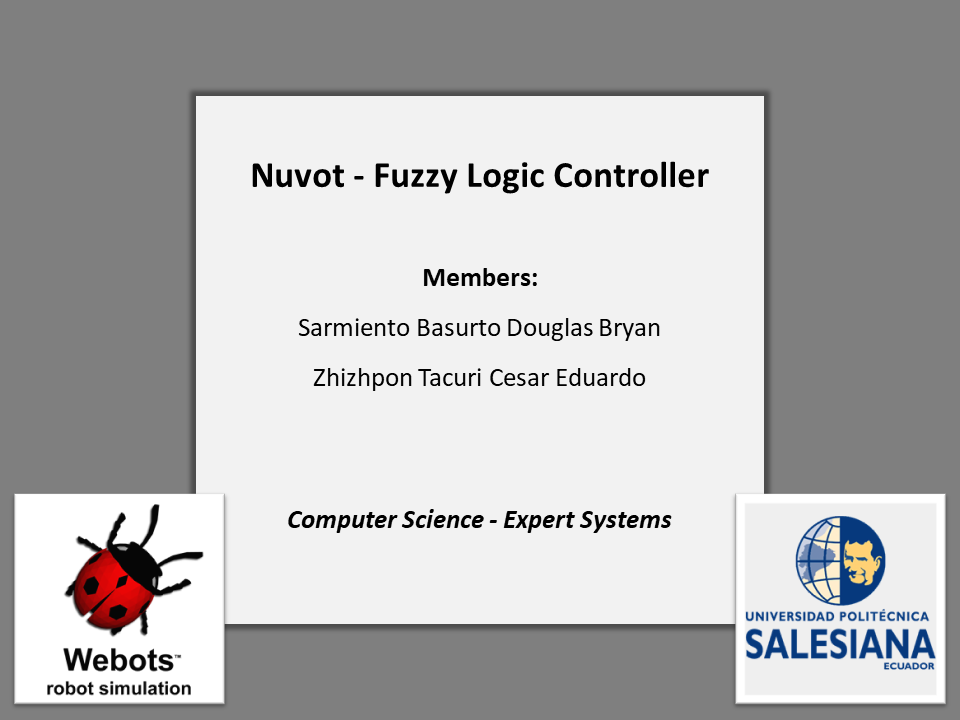 Nuvot - Fuzzy Logic Controller
Members:
Sarmiento Basurto Douglas Bryan
Zhizhpon Tacuri Cesar Eduardo
Computer Science - Expert Systems
Webots™
robot simulation
UNIVERSIDAD POLITÉCNICA
SALESIANA
ECUADOR